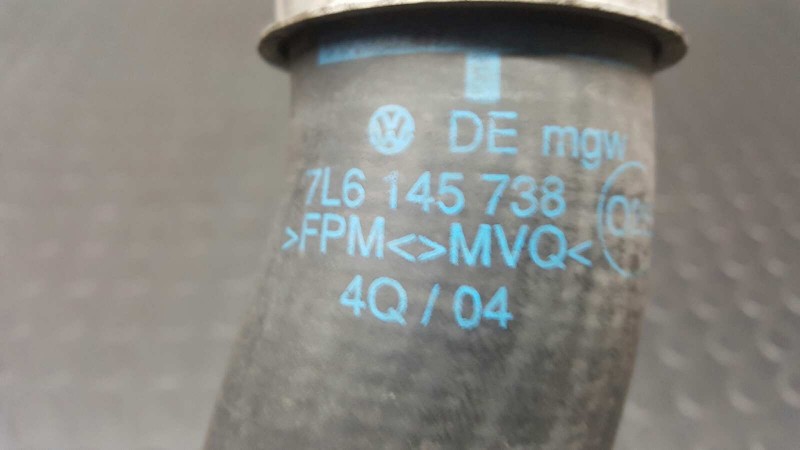 DE mgw
7L6 145 738
>FPM<>MVQ<
4Q / 04